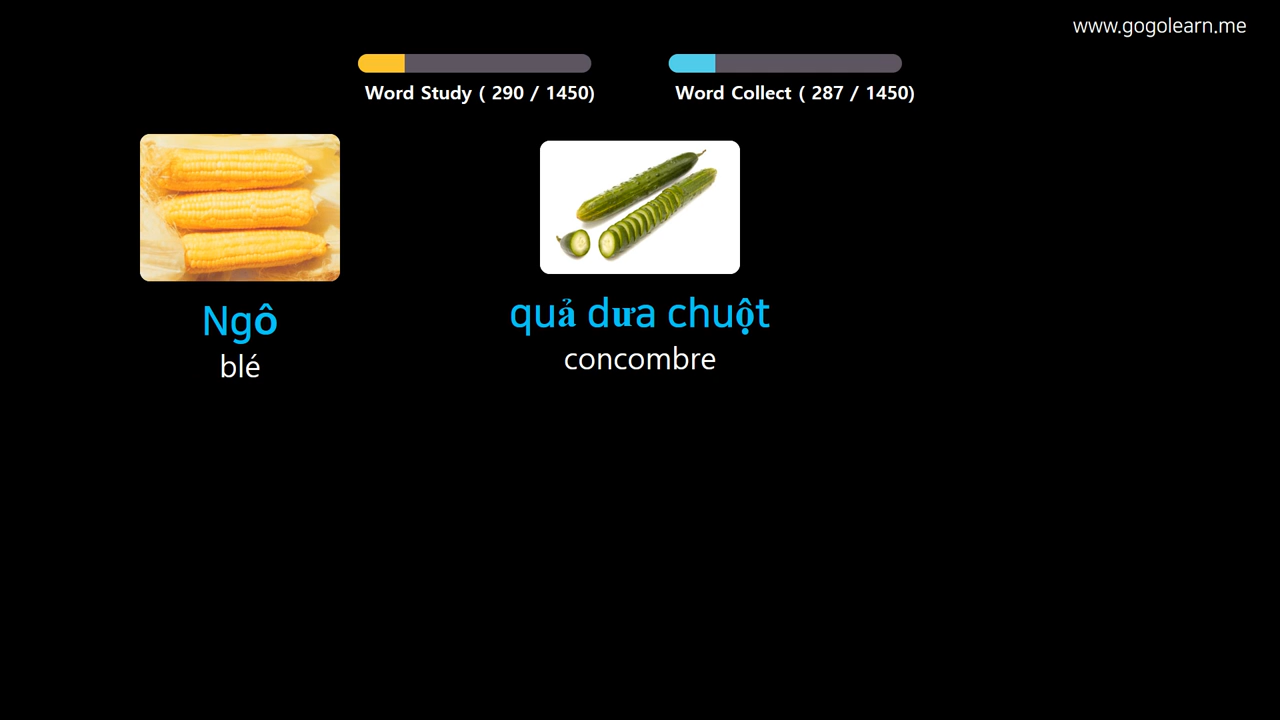 www.gogolearn.me
Word Study ( 290 / 1450)
Word Collect ( 287 / 1450)
Ngô
blé
quả dưa chuột
concombre